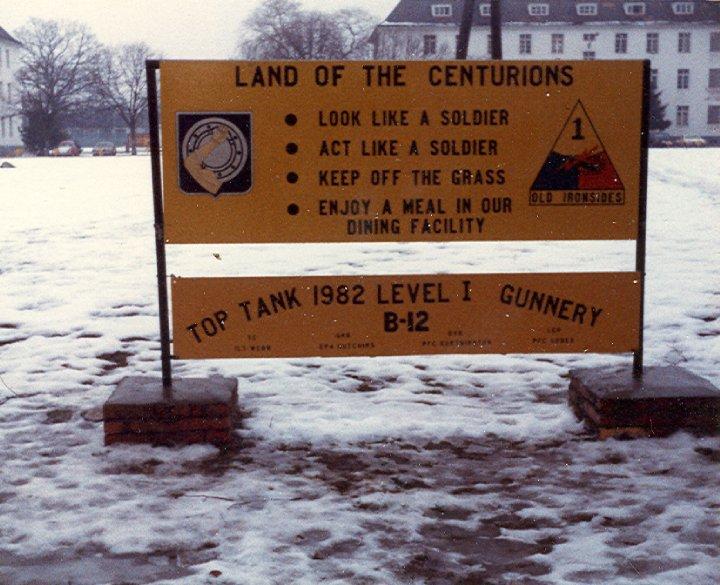 LAND OF THE CENTURIONS
LOOK LIKE A SOLDIER
ACT LIKE A SOLDIER
KEEP OFF THE GRASS
ENJOY A MEAL IN OUR
DINING FACILITY
1
OLD IRONSIDES
TOP TANK 1982 LEVEL I GUNNERY
B-12